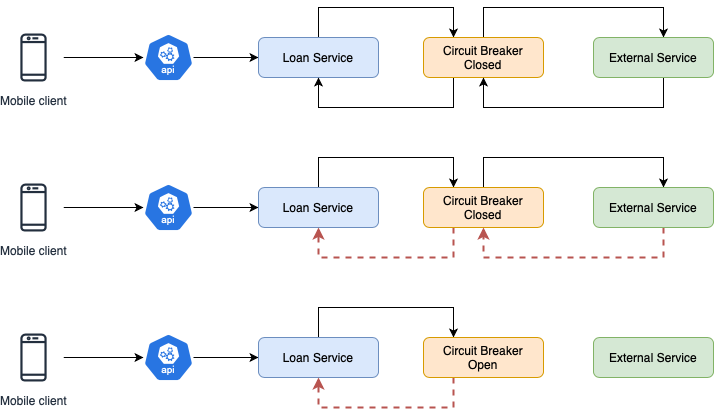 Mobile client
api
Loan Service
Circuit Breaker
Closed
External Service
Mobile client
api
Loan Service
Circuit Breaker
Closed
External Service
Mobile client
api
Loan Service
Circuit Breaker
Open
External Service